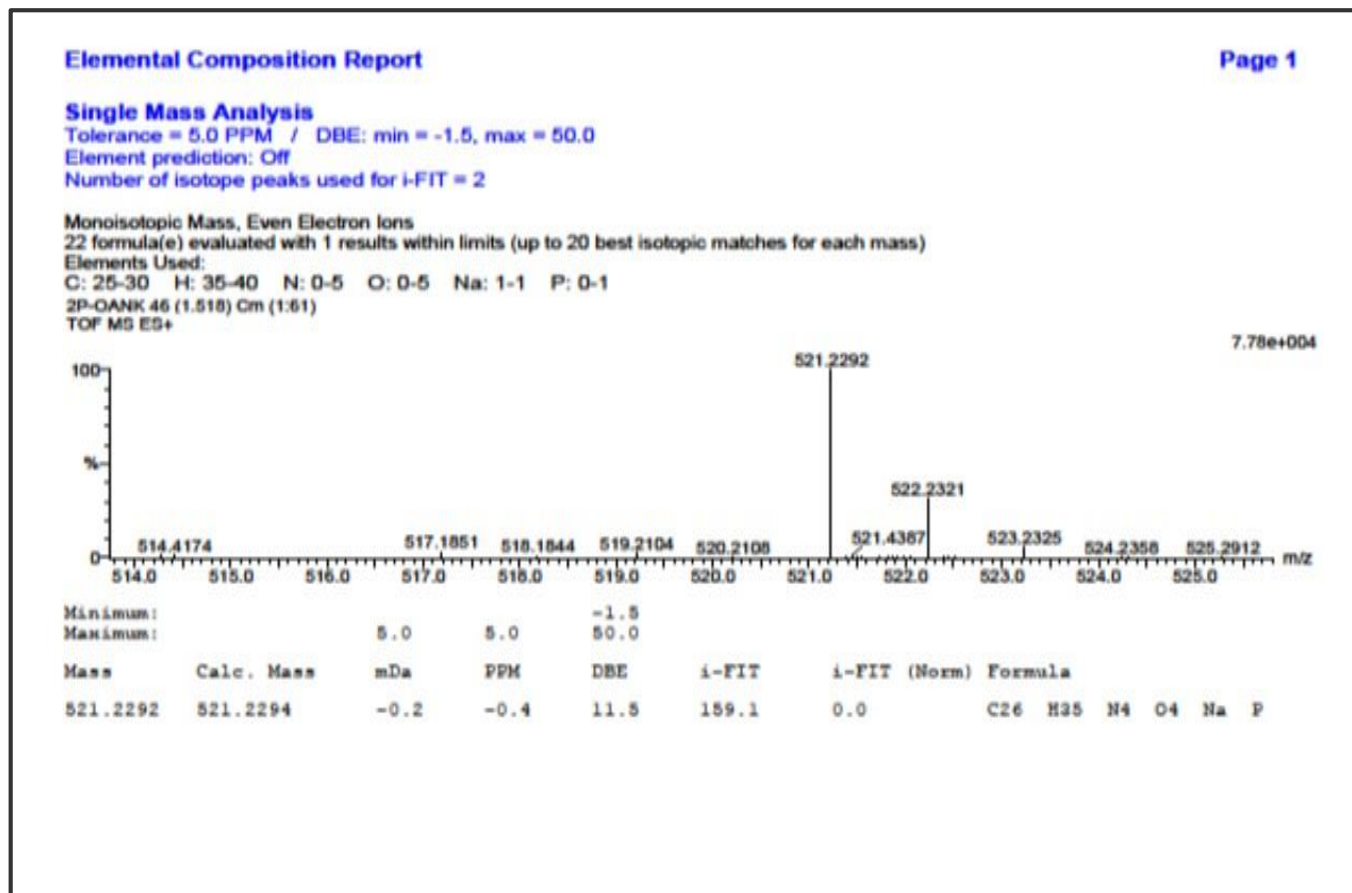 Elemental Composition Report Page 1
Single Mass Analysis
Tolerance = 5.0 PPM / DBE: min = -1.5, max = 50.0
Element prediction: Off
Number of isotope peaks used for i-FIT = 2
Monoisotopic Mass, Even Electron Ions
22 formula(e) evaluated with 1 results within limits (up to 20 best isotopic matches for each mass)
Elements Used:
C: 25-30 H: 35-40 N: 0-5 O: 0-5 Na: 1-1 P: 0-1
2P-OANK 46 (1.518) Cm (1:61)
TOF MS ES+
7.78e+004
100
%
0
521.2292
522.2321
514.4174 517.1851 518.1844 519.2104 520.2108 521.4387 523.2325 524.2358 525.2912
514.0 515.0 516.0 517.0 518.0 519.0 520.0 521.0 522.0 523.0 524.0 525.0 m/z
Minimum: -1.5
Maximum: 5.0 5.0 50.0
Mass Calc. Mass mDa PPM DBE i-FIT i-FIT (Norm) Formula
521.2292 521.2294 -0.2 -0.4 11.5 159.1 0.0 C26 H35 N4 O4 Na P